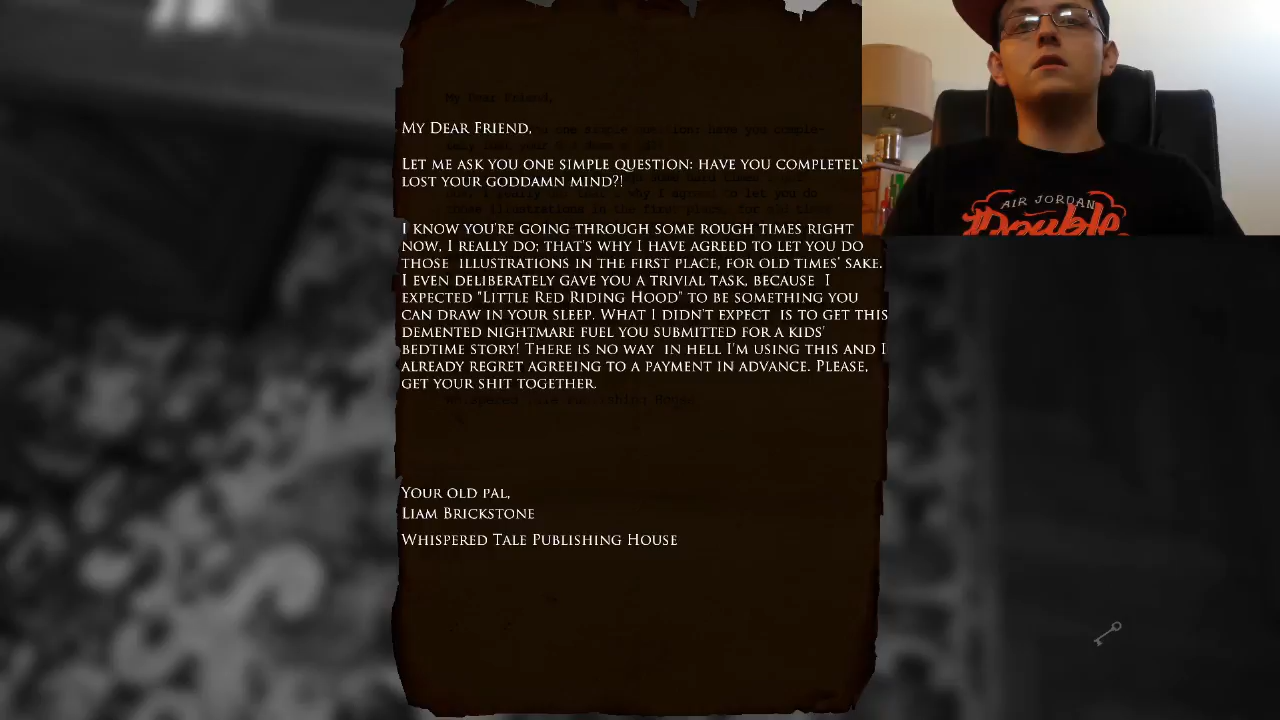 My Dear Friend,
Let me ask you one simple question: have you completely
lost your goddamn mind?!
I know you're going through some rough times right
now, I really do; that's why I have agreed to let you do
those illustrations in the first place, for old times' sake.
I even deliberately gave you a trivial task, because I
expected "Little Red Riding Hood" to be something you
can draw in your sleep. What I didn't expect is to get this
demented nightmare fuel you submitted for a kids'
bedtime story! There is no way in hell I'm using this and I
already regret agreeing to a payment in advance. Please,
get your shit together.
Your old pal,
Liam Brickstone
Whispered Tale Publishing House
AIR JORDAN
Double